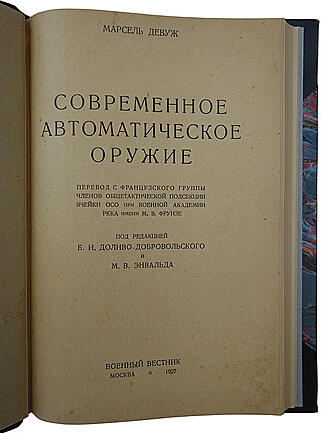 МАРСЕЛЬ ДЕВУЖ
СОВРЕМЕННОЕ
АВТОМАТИЧЕСКОЕ
ОРУЖИЕ
ПЕРЕВОД С ФРАНЦУЗСКОГО ГРУППЫ
ЧЛЕНОВ ОБЩЕТАКТИЧЕСКОЙ ПОДСЕКЦИИ
ЯЧЕЙКИ ОСО ПРИ ВОЕННОЙ АКАДЕМИИ
РККА ИМЕНИ М. В. ФРУНЗЕ
ПОД РЕДАКЦИЕЙ
Б. И. ДОЛИВО-ДОБРОВОЛЬСКОГО
И
М. В. ЭНВАЛЬДА
ВОЕННЫЙ ВЕСТНИК
МОСКВА ☆ 1927